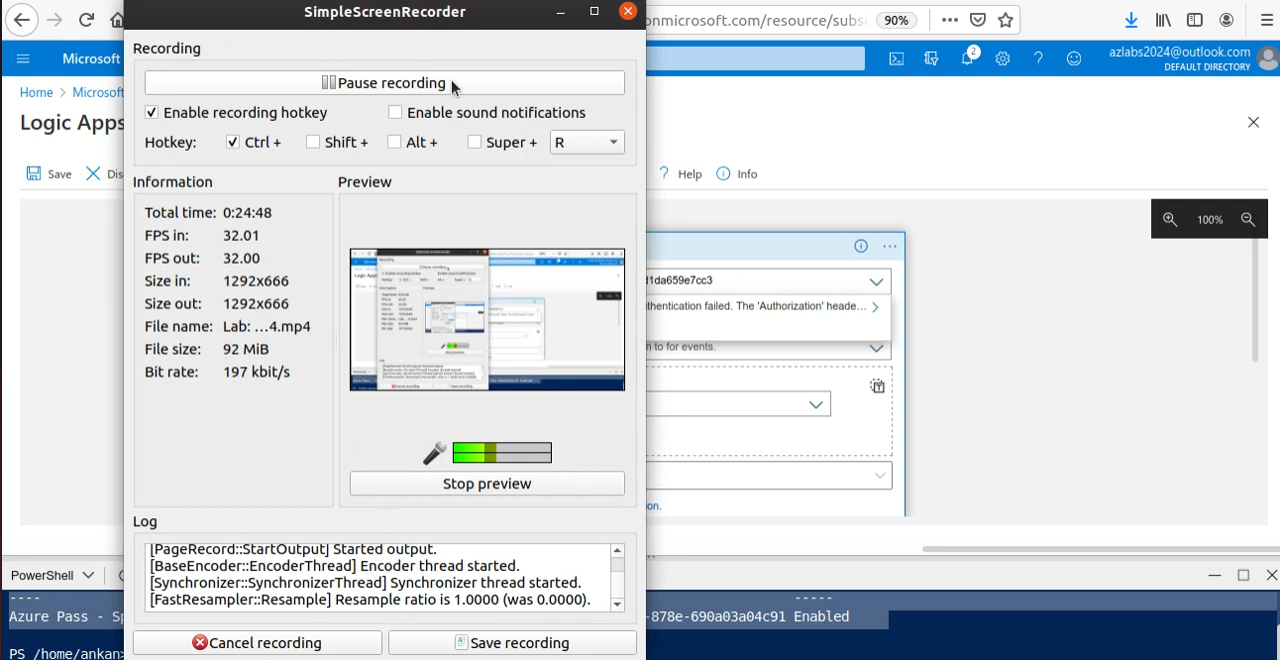 SimpleScreenRecorder
onmicrosoft.com/resource/subs
90%
Microsoft
2
azlabs2024@outlook.com
DEFAULT DIRECTORY
Home > Microsoft
Logic Apps
Save
Dis
Help
Info
100%
Recording
Pause recording
Enable recording hotkey
Enable sound notifications
Hotkey: Ctrl + Shift + Alt + Super + R
Information
Total time: 0:24:48
FPS in: 32.01
FPS out: 32.00
Size in: 1292x666
Size out: 1292x666
File name: Lab: ...4.mp4
File size: 92 MiB
Bit rate: 197 kbit/s
Preview
Stop preview
d1da659e7cc3
thentication failed. The 'Authorization' heade...
n to for events.
on.
Log
[PageRecord::StartOutput] Started output.
[BaseEncoder::EncoderThread] Encoder thread started.
[Synchronizer::SynchronizerThread] Synchronizer thread started.
[FastResampler::Resample] Resample ratio is 1.0000 (was 0.0000).
Cancel recording
Save recording
PowerShell
---- -----
Azure Pass - Sp
-878e-690a03a04c91 Enabled
PS /home/ankan>